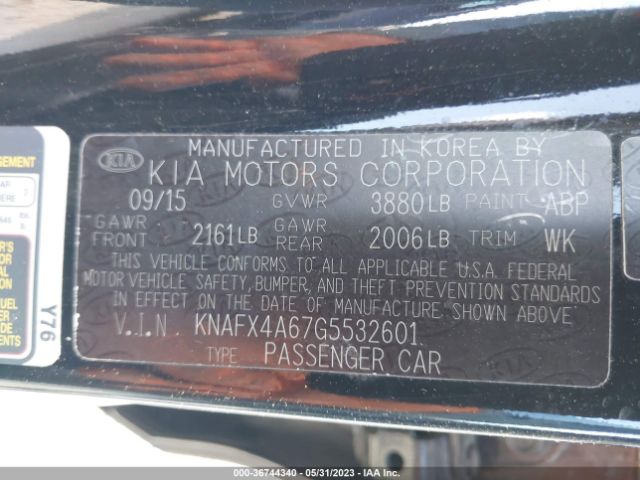 MANUFACTURED IN KOREA BY
KIA KIA MOTORS CORPORATION
09/15 GVWR 3880LB PAINT ABP
GAWR FRONT 2161LB GAWR REAR 2006LB TRIM WK
THIS VEHICLE CONFORMS TO ALL APPLICABLE U.S.A. FEDERAL
MOTOR VEHICLE SAFETY, BUMPER, AND THEFT PREVENTION STANDARDS
IN EFFECT ON THE DATE OF MANUFACTURE SHOWN ABOVE.
V.I.N KNAFX4A67G5532601
TYPE PASSENGER CAR
Y76
000-36744340 - 05/31/2023 - IAAI.COM